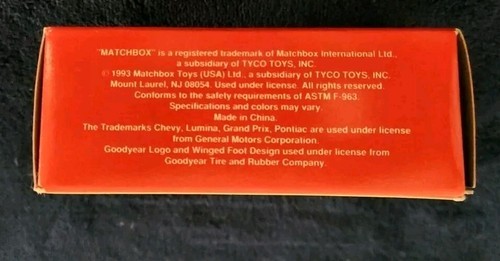 "MATCHBOX" is a registered trademark of Matchbox International Ltd.,
a subsidiary of TYCO TOYS, INC.
© 1993 Matchbox Toys (USA) Ltd., a subsidiary of TYCO TOYS, INC.
Mount Laurel, NJ 08054. Used under license. All rights reserved.
Conforms to the safety requirements of ASTM F-963.
Specifications and colors may vary.
Made in China.
The Trademarks Chevy, Lumina, Grand Prix, Pontiac are used under license
from General Motors Corporation.
Goodyear Logo and Winged Foot Design used under license from
Goodyear Tire and Rubber Company.